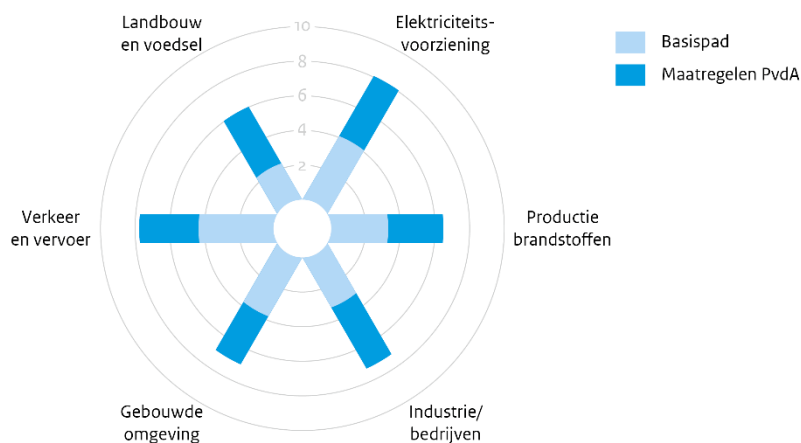 Landbouw
en voedsel
10
8
6
4
2
Elektriciteits-
voorziening
Basispad
Maatregelen PvdA
Verkeer
en vervoer
Productie
brandstoffen
Gebouwde
omgeving
Industrie/
bedrijven